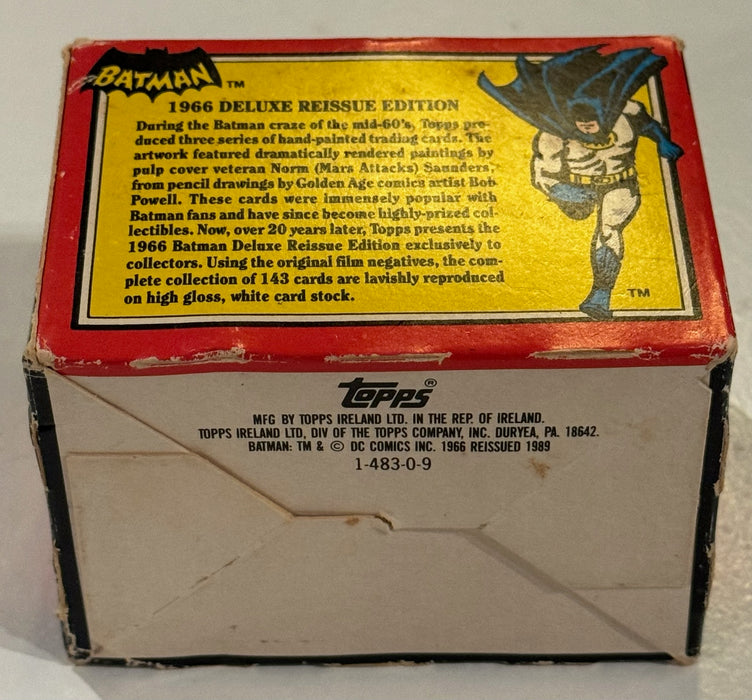 BATMAN TM
1966 DELUXE REISSUE EDITION
During the Batman craze of the mid-60's, Topps pro-
duced three series of hand-painted trading cards. The
artwork featured dramatically rendered paintings by
pulp cover veteran Norm (Mars Attacks) Saunders,
from pencil drawings by Golden Age comics artist Bob
Powell. These cards were immensely popular with
Batman fans and have since become highly-prized col-
lectibles. Now, over 20 years later, Topps presents the
1966 Batman Deluxe Reissue Edition exclusively to
collectors. Using the original film negatives, the com-
plete collection of 143 cards are lavishly reproduced
on high gloss, white card stock.
TM
Topps®
MFG BY TOPPS IRELAND LTD. IN THE REP. OF IRELAND.
TOPPS IRELAND LTD, DIV OF THE TOPPS COMPANY, INC. DURYEA, PA. 18642.
BATMAN: TM & © DC COMICS INC. 1966 REISSUED 1989
1-483-0-9